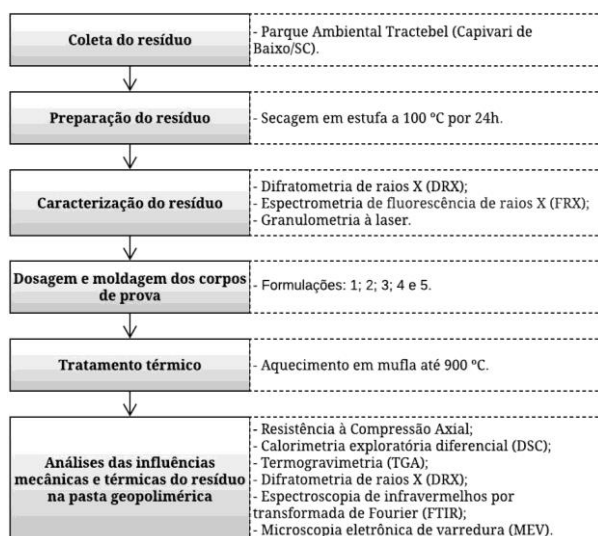 Coleta do resíduo
- Parque Ambiental Tractebel (Capivari de
Baixo/SC).
Preparação do resíduo
- Secagem em estufa a 100 ºC por 24h.
Caracterização do resíduo
- Difratometria de raios X (DRX);
- Espectrometria de fluorescência de raios X (FRX);
- Granulometria à laser.
Dosagem e moldagem dos corpos
de prova
- Formulações: 1; 2; 3; 4 e 5.
Tratamento térmico
- Aquecimento em mufla até 900 ºC.
Análises das influências
mecânicas e térmicas do resíduo
na pasta geopolimérica
- Resistência à Compressão Axial;
- Calorimetria exploratória diferencial (DSC);
- Termogravimetria (TGA);
- Difratometria de raios X (DRX);
- Espectroscopia de infravermelhos por
transformada de Fourier (FTIR);
- Microscopia eletrônica de varredura (MEV).